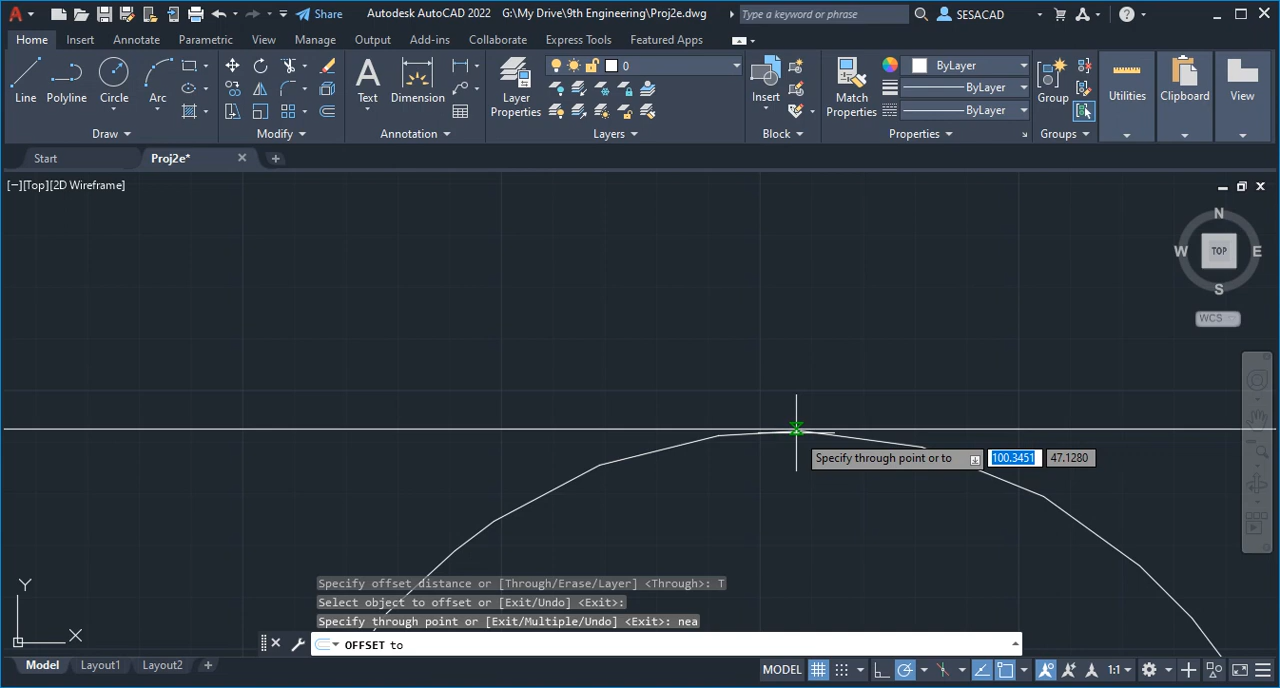 A Share Autodesk AutoCAD 2022 G:\My Drive\9th Engineering\Proj2e.dwg Type a keyword or phrase SESACAD
Home Insert Annotate Parametric View Manage Output Add-ins Collaborate Express Tools Featured Apps
0 ByLayer
ByLayer
ByLayer
Line Polyline Circle Arc Text Dimension Layer Properties Insert Match Properties Group Utilities Clipboard View
Draw Modify Annotation Layers Block Properties Groups
Start Proj2e*
[−][Top][2D Wireframe]
N
W TOP E
S
WCS
Specify through point or to 100.3451 47.1280
Specify offset distance or [Through/Erase/Layer] <Through>: T
Select object to offset or [Exit/Undo] <Exit>:
Specify through point or [Exit/Multiple/Undo] <Exit>: nea
OFFSET to
Y
X
Model Layout1 Layout2 + MODEL 1:1